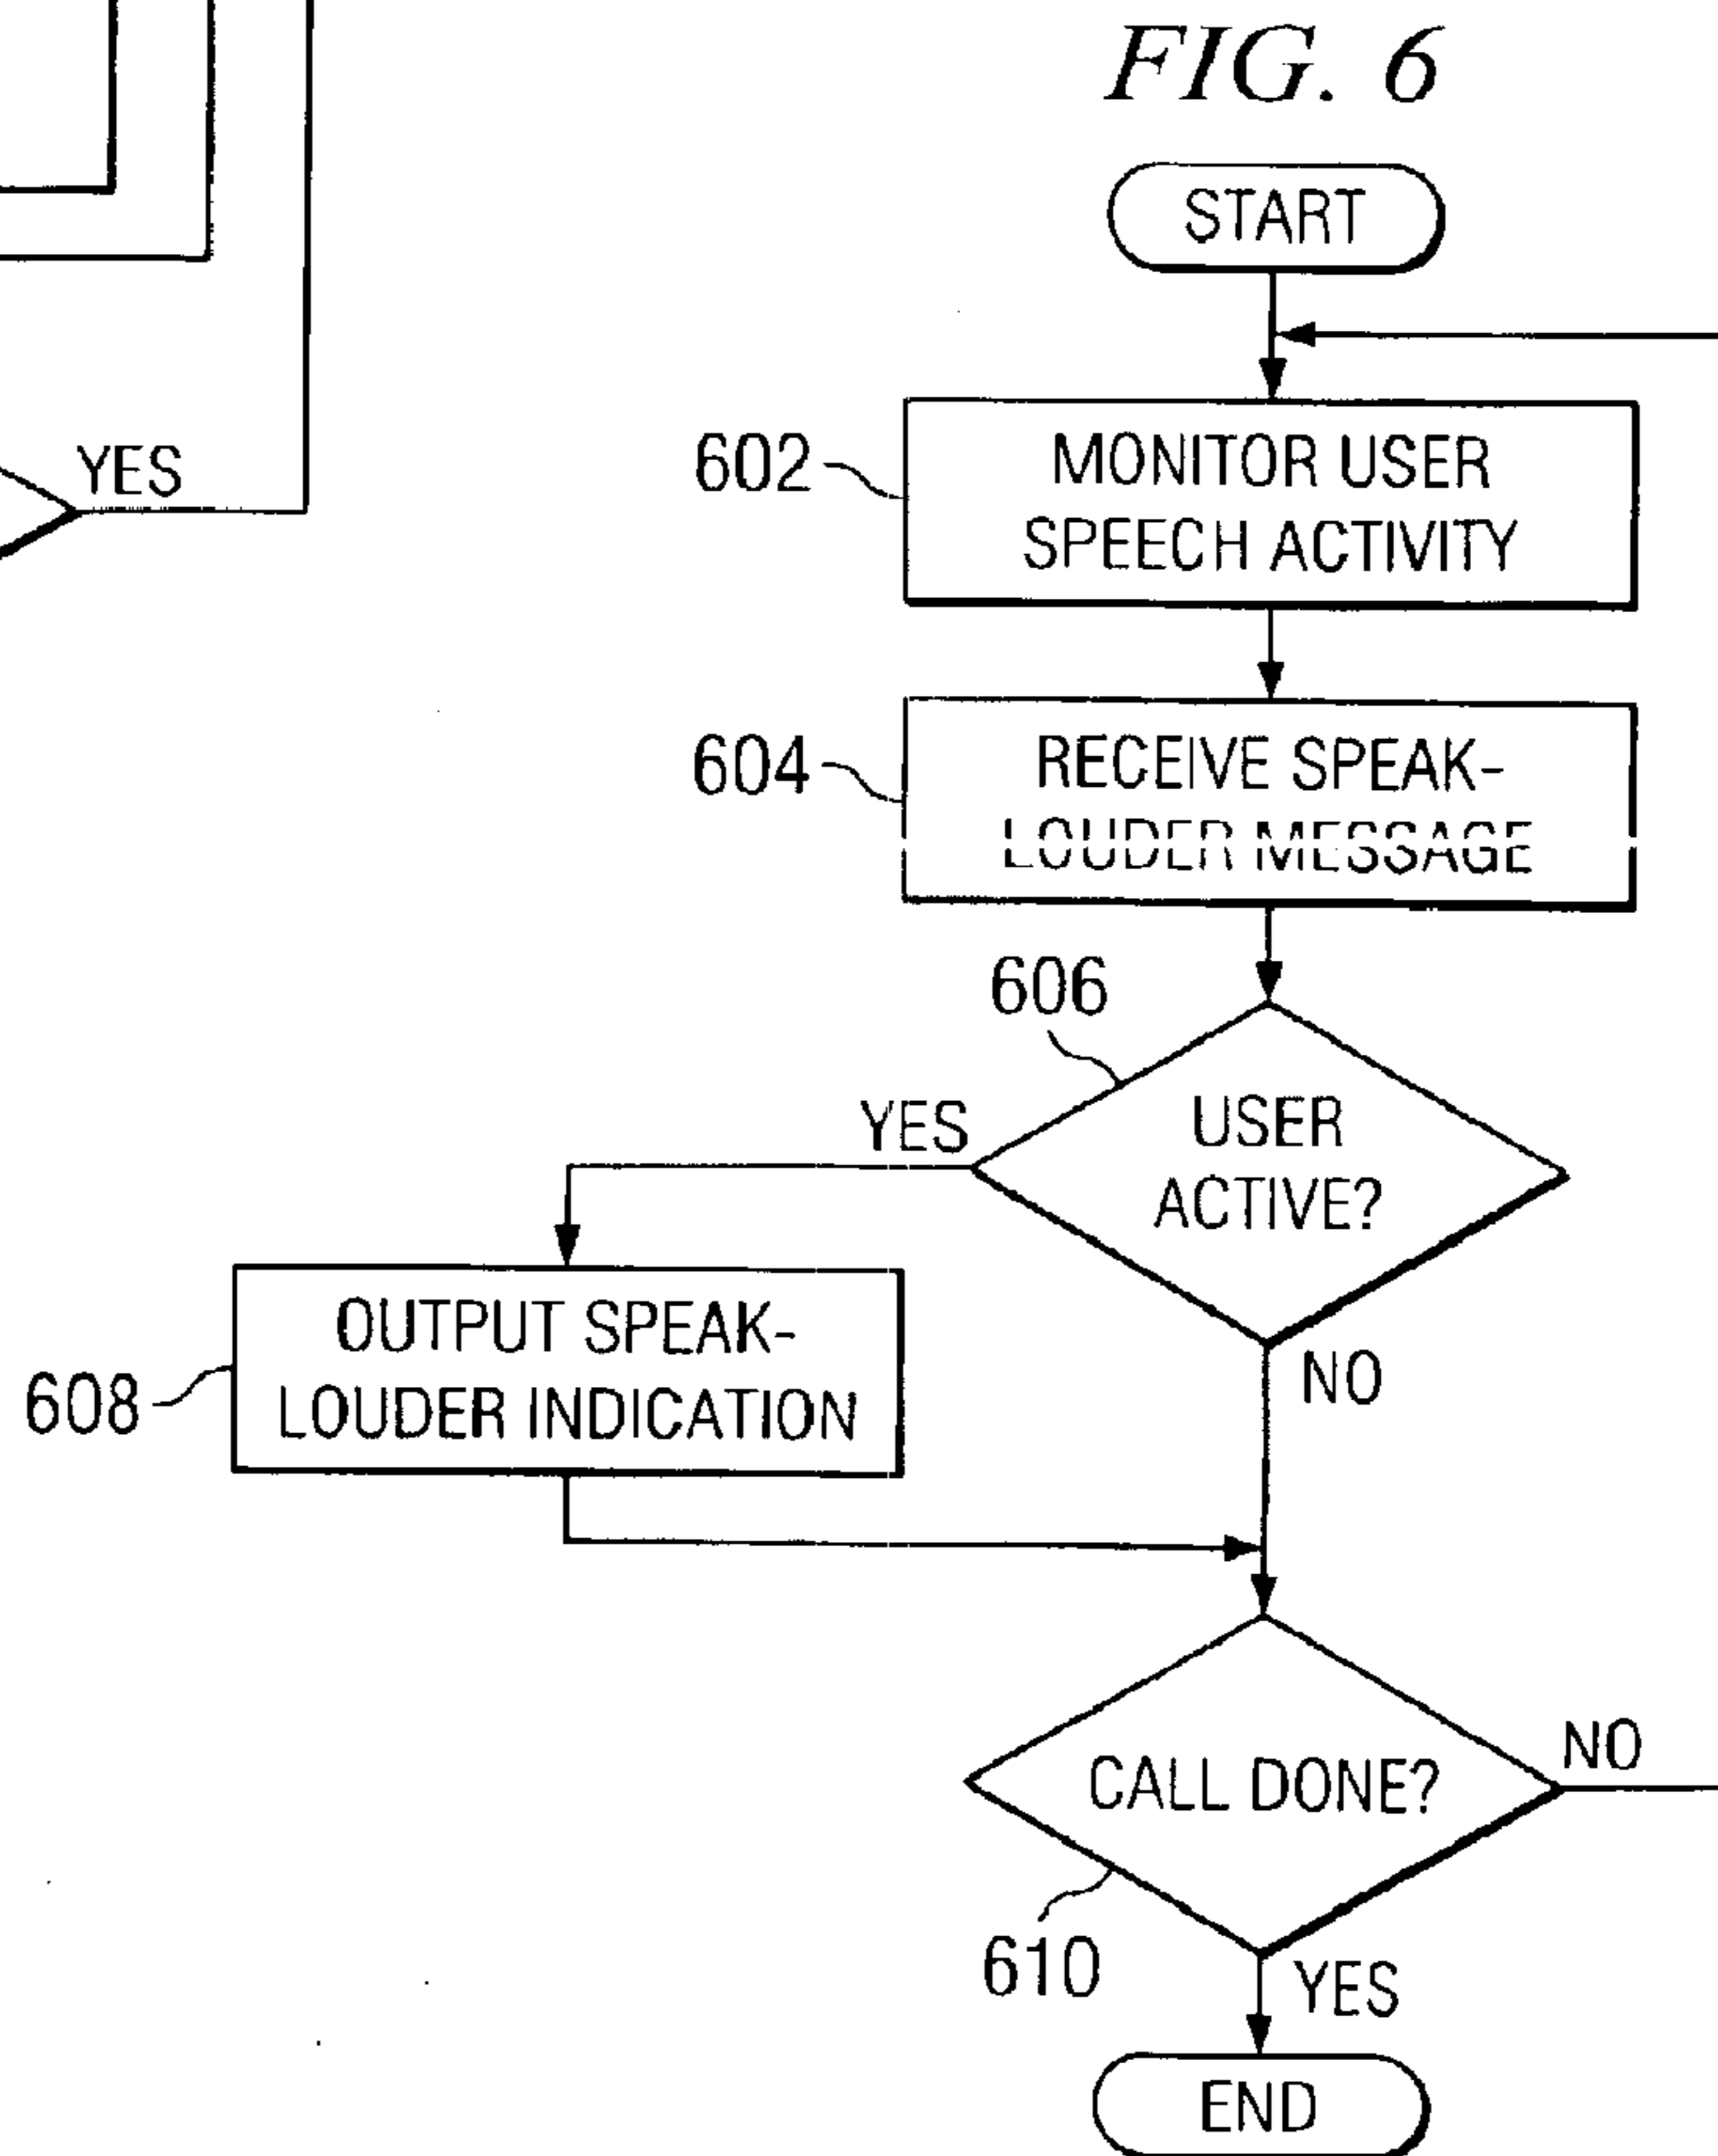 FIG. 6
START
YES
602
MONITOR USER
SPEECH ACTIVITY
604
RECEIVE SPEAK-
LOUDER MESSAGE
606
YES
USER
ACTIVE?
NO
608
OUTPUT SPEAK-
LOUDER INDICATION
CALL DONE?
NO
610
YES
END